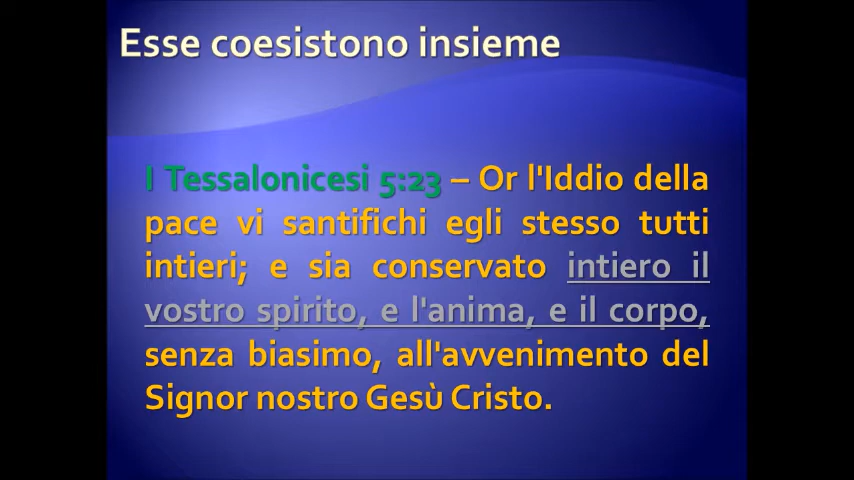 Esse coesistono insieme
I Tessalonicesi 5:23 – Or l'Iddio della
pace vi santifichi egli stesso tutti
intieri; e sia conservato intiero il
vostro spirito, e l'anima, e il corpo,
senza biasimo, all'avvenimento del
Signor nostro Gesù Cristo.